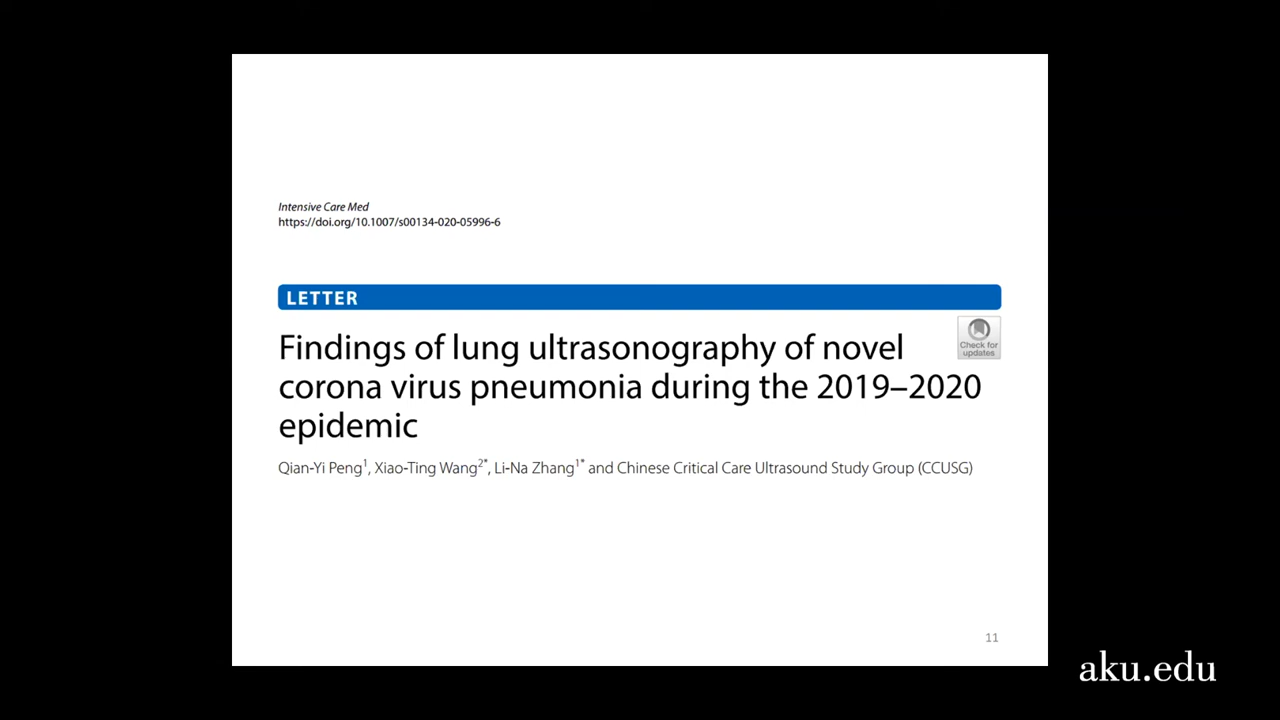 Intensive Care Med
https://doi.org/10.1007/s00134-020-05996-6
LETTER
Findings of lung ultrasonography of novel
corona virus pneumonia during the 2019–2020
epidemic
Check for
updates
Qian-Yi Peng1, Xiao-Ting Wang2*, Li-Na Zhang1* and Chinese Critical Care Ultrasound Study Group (CCUSG)
11
aku.edu